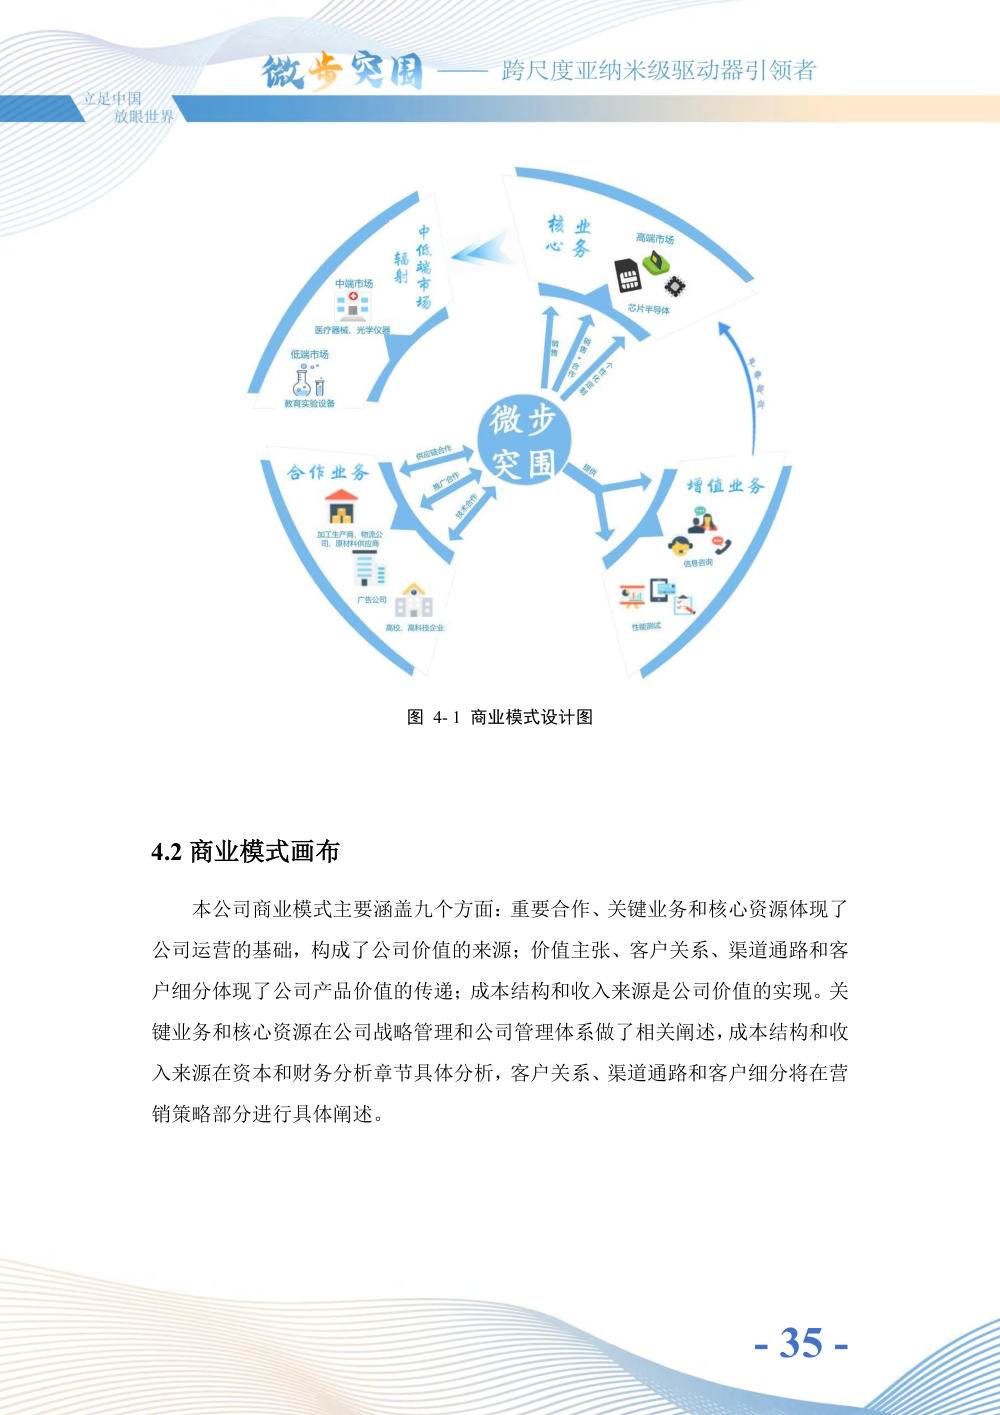 微步突围 —— 跨尺度亚纳米级驱动器引领者
立足中国
放眼世界
核心
业务
高端市场
芯片半导体
中低端市场
辐射
中端市场
医疗器械、光学仪器
低端市场
教育实验设备
销售
销售+合作
个性化定制
免费提供
微步
突围
供应链合作
推广合作
技术合作
提供
合作业务
加工生产商、物流公
司、原材料供应商
广告公司
高校、高科技企业
增值业务
信息咨询
性能测试
图 4- 1 商业模式设计图
4.2 商业模式画布
本公司商业模式主要涵盖九个方面：重要合作、关键业务和核心资源体现了
公司运营的基础，构成了公司价值的来源；价值主张、客户关系、渠道通路和客
户细分体现了公司产品价值的传递；成本结构和收入来源是公司价值的实现。关
键业务和核心资源在公司战略管理和公司管理体系做了相关阐述，成本结构和收
入来源在资本和财务分析章节具体分析，客户关系、渠道通路和客户细分将在营
销策略部分进行具体阐述。
- 35 -